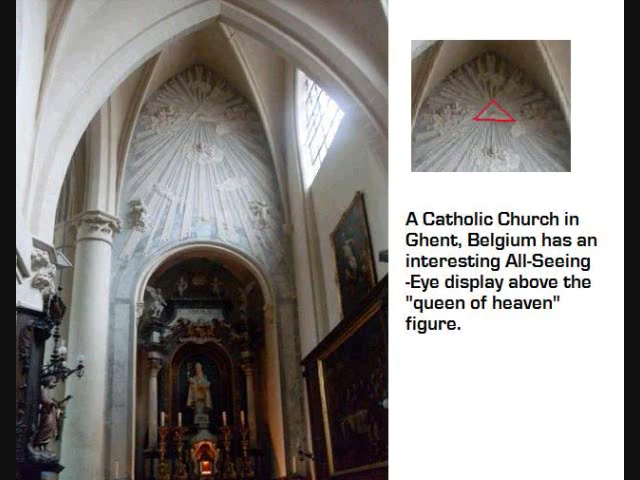 A Catholic Church in
Ghent, Belgium has an
interesting All-Seeing
-Eye display above the
"queen of heaven"
figure.